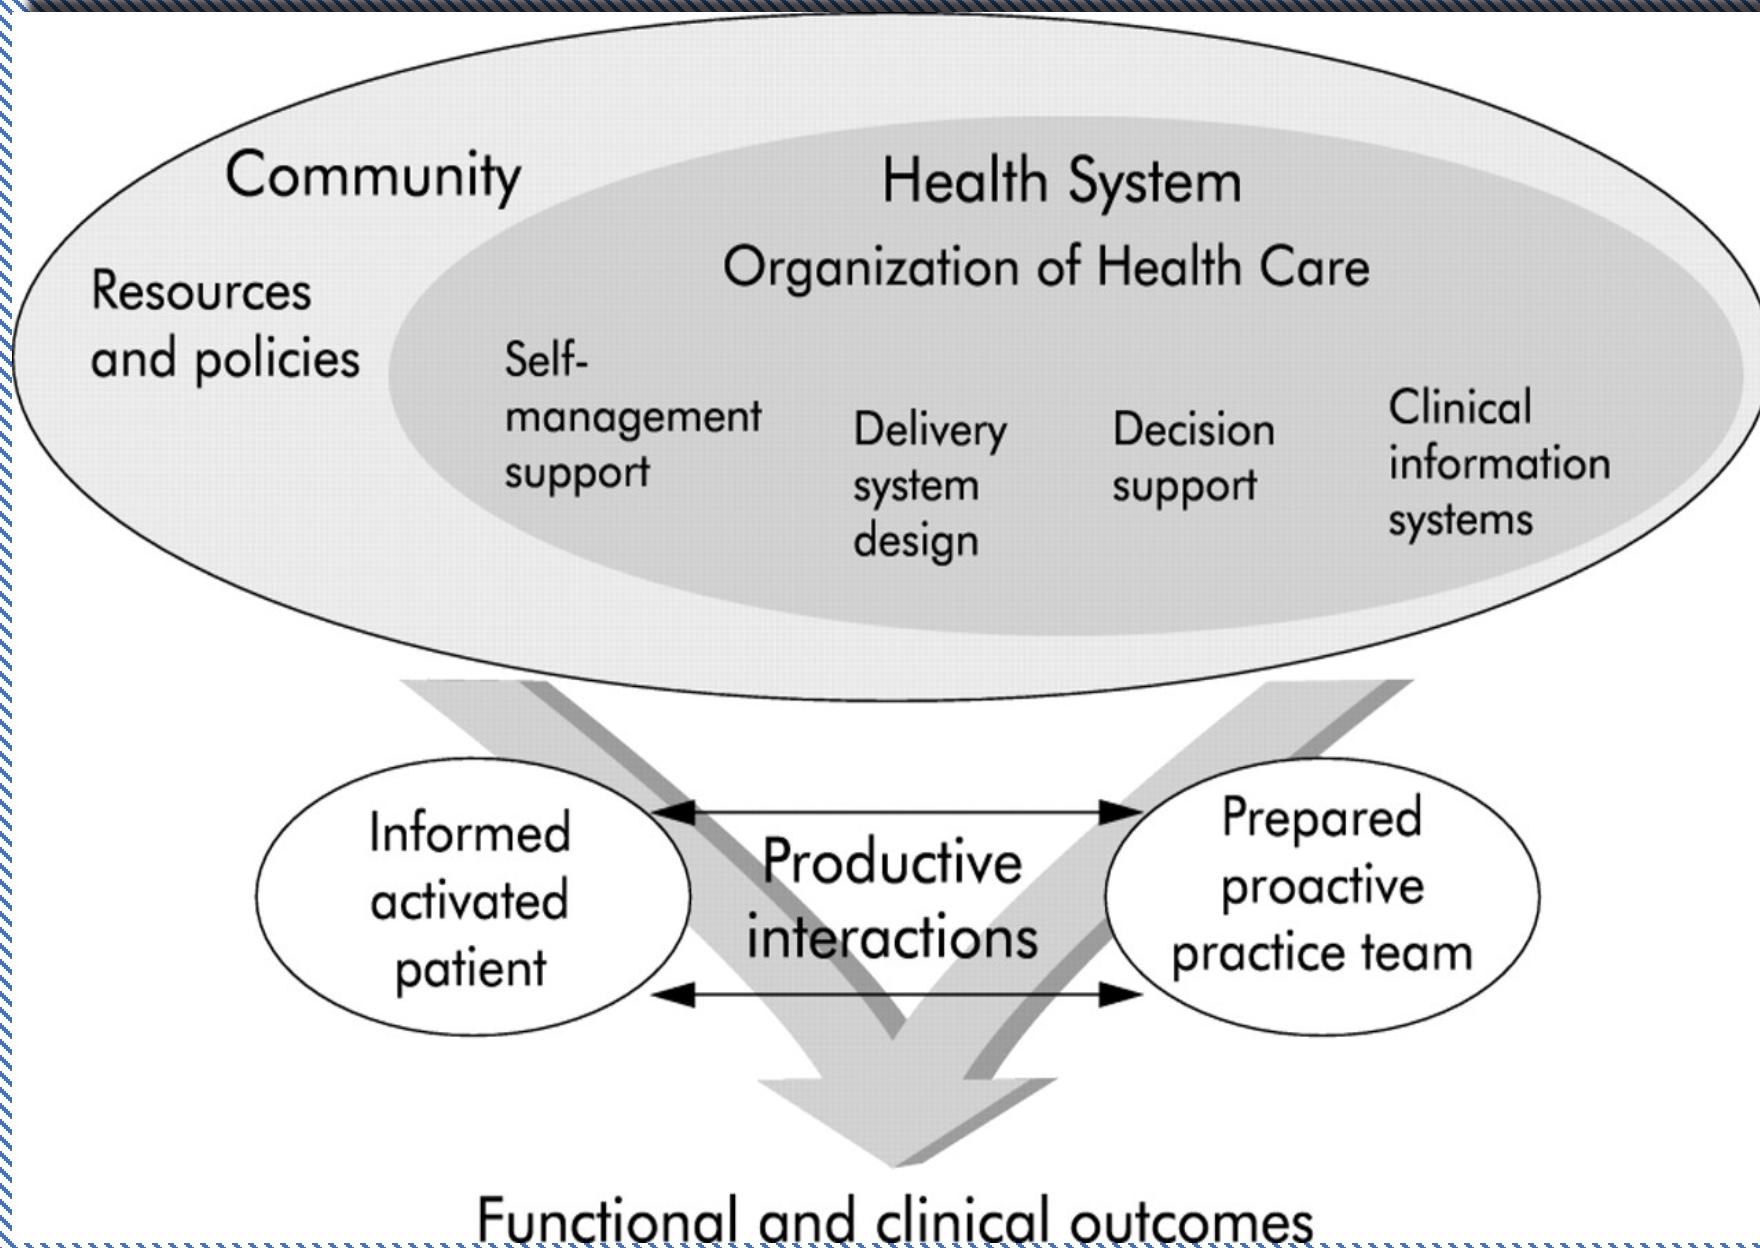 Community
Resources
and policies
Health System
Organization of Health Care
Self-
management
support
Delivery
system
design
Decision
support
Clinical
information
systems
Informed
activated
patient
Productive
interactions
Prepared
proactive
practice team
Functional and clinical outcomes